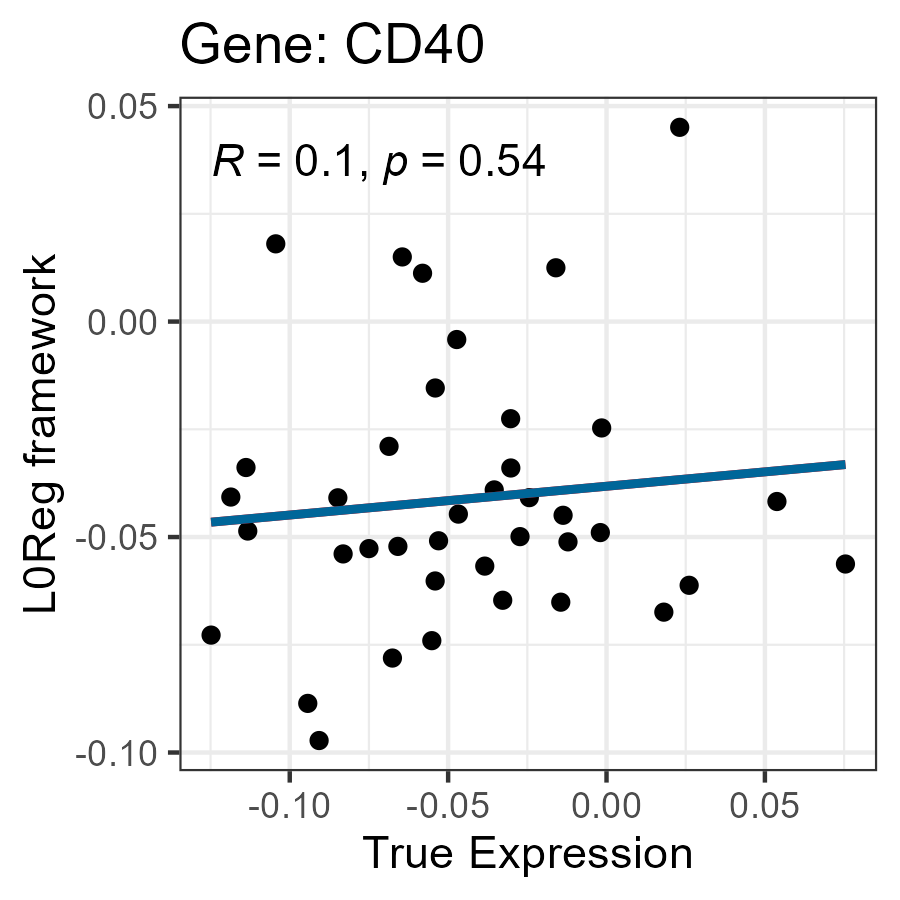 Gene: CD40
R = 0.1, p = 0.54
0.05
0.00
-0.05
-0.10
L0Reg framework
-0.10
-0.05
0.00
0.05
True Expression